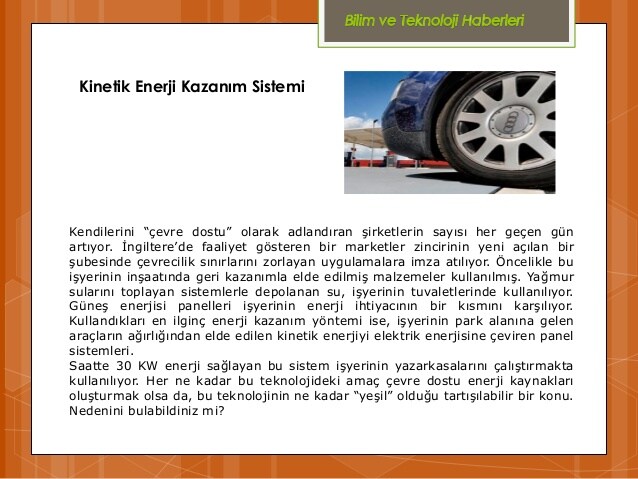 Bilim ve Teknoloji Haberleri
Kinetik Enerji Kazanım Sistemi
Kendilerini “çevre dostu” olarak adlandıran şirketlerin sayısı her geçen gün
artıyor. İngiltere’de faaliyet gösteren bir marketler zincirinin yeni açılan bir
şubesinde çevrecilik sınırlarını zorlayan uygulamalara imza atılıyor. Öncelikle bu
işyerinin inşaatında geri kazanımla elde edilmiş malzemeler kullanılmış. Yağmur
sularını toplayan sistemlerle depolanan su, işyerinin tuvaletlerinde kullanılıyor.
Güneş enerjisi panelleri işyerinin enerji ihtiyacının bir kısmını karşılıyor.
Kullandıkları en ilginç enerji kazanım yöntemi ise, işyerinin park alanına gelen
araçların ağırlığından elde edilen kinetik enerjiyi elektrik enerjisine çeviren panel
sistemleri.
Saatte 30 KW enerji sağlayan bu sistem işyerinin yazarkasalarını çalıştırmakta
kullanılıyor. Her ne kadar bu teknolojideki amaç çevre dostu enerji kaynakları
oluşturmak olsa da, bu teknolojinin ne kadar “yeşil” olduğu tartışılabilir bir konu.
Nedenini bulabildiniz mi?